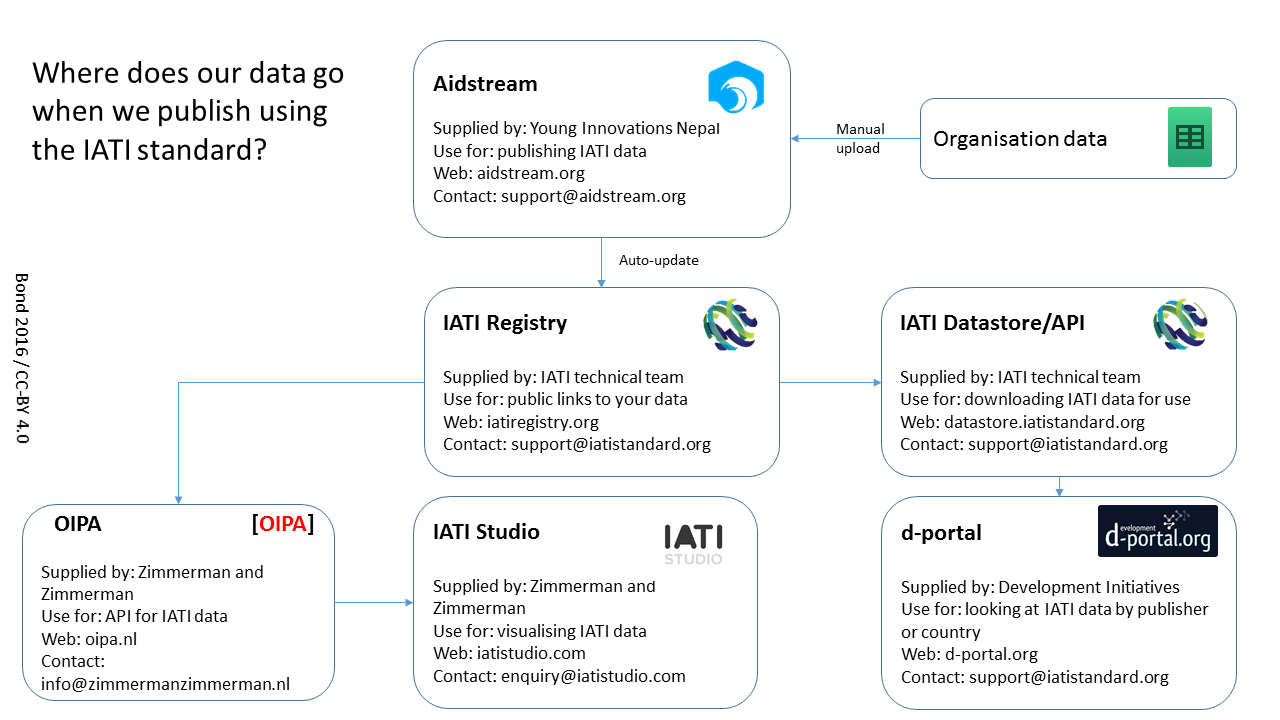 Where does our data go
when we publish using
the IATI standard?
Aidstream
Supplied by: Young Innovations Nepal
Use for: publishing IATI data
Web: aidstream.org
Contact: support@aidstream.org
Manual
upload
Organisation data
Auto-update
Bond 2016 / CC-BY 4.0
IATI Registry
Supplied by: IATI technical team
Use for: public links to your data
Web: iatiregistry.org
Contact: support@iatistandard.org
IATI Datastore/API
Supplied by: IATI technical team
Use for: downloading IATI data for use
Web: datastore.iatistandard.org
Contact: support@iatistandard.org
OIPA
[OIPA]
Supplied by: Zimmerman and
Zimmerman
Use for: API for IATI data
Web: oipa.nl
Contact:
info@zimmermanzimmerman.nl
IATI Studio
IATI
STUDIO
Supplied by: Zimmerman and
Zimmerman
Use for: visualising IATI data
Web: iatistudio.com
Contact: enquiry@iatistudio.com
d-portal
development
d-portal.org
Supplied by: Development Initiatives
Use for: looking at IATI data by publisher
or country
Web: d-portal.org
Contact: support@iatistandard.org